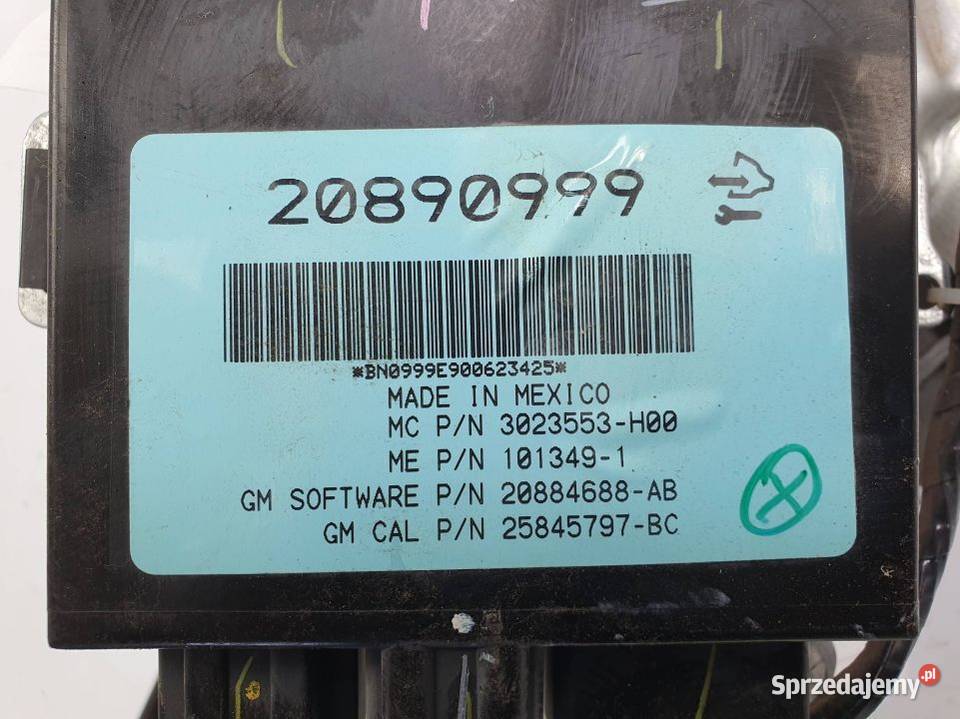 20890999
*BN0999E900623425*
MADE IN MEXICO
MC P/N 3023553-H00
ME P/N 101349-1
GM SOFTWARE P/N 20884688-AB
GM CAL P/N 25845797-BC
Sprzedajemy.pl